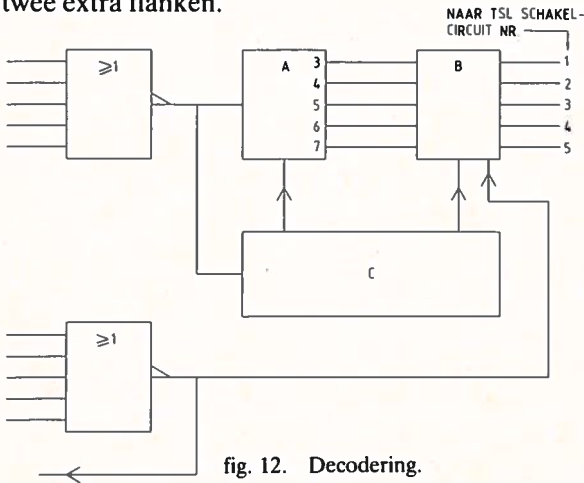 twee extra flanken.
NAAR TSL SCHAKEL-
CIRCUIT NR.
≥1
A
3
4
5
6
7
B
1
2
3
4
5
C
≥1
fig. 12. Decodering.